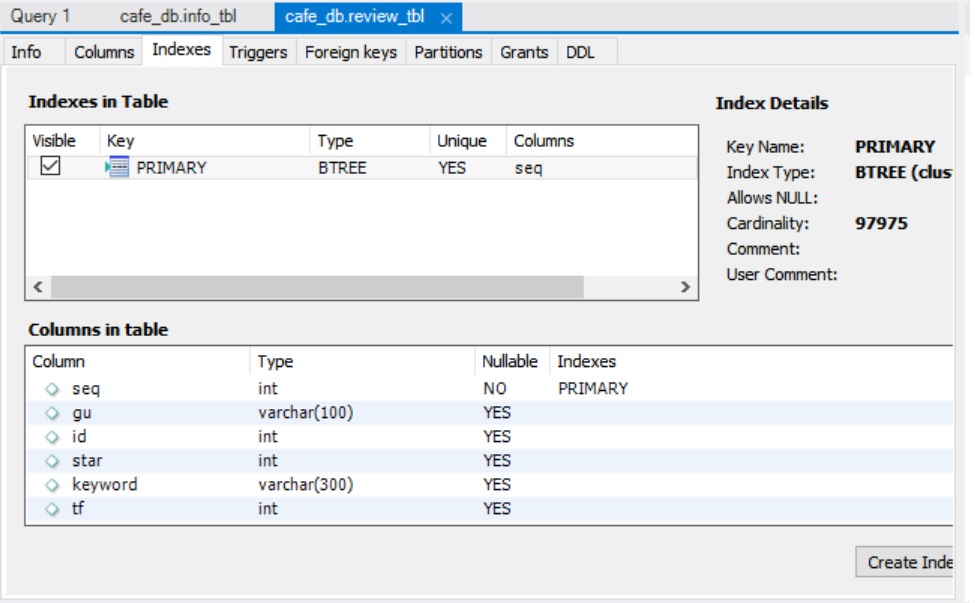 Query 1 cafe_db.info_tbl cafe_db.review_tbl ×
Info Columns Indexes Triggers Foreign keys Partitions Grants DDL
Indexes in Table
Visible Key Type Unique Columns
PRIMARY BTREE YES seq
Index Details
Key Name: PRIMARY
Index Type: BTREE (clus
Allows NULL:
Cardinality: 97975
Comment:
User Comment:
Columns in table
Column Type Nullable Indexes
seq int NO PRIMARY
gu varchar(100) YES
id int YES
star int YES
keyword varchar(300) YES
tf int YES
Create Inde